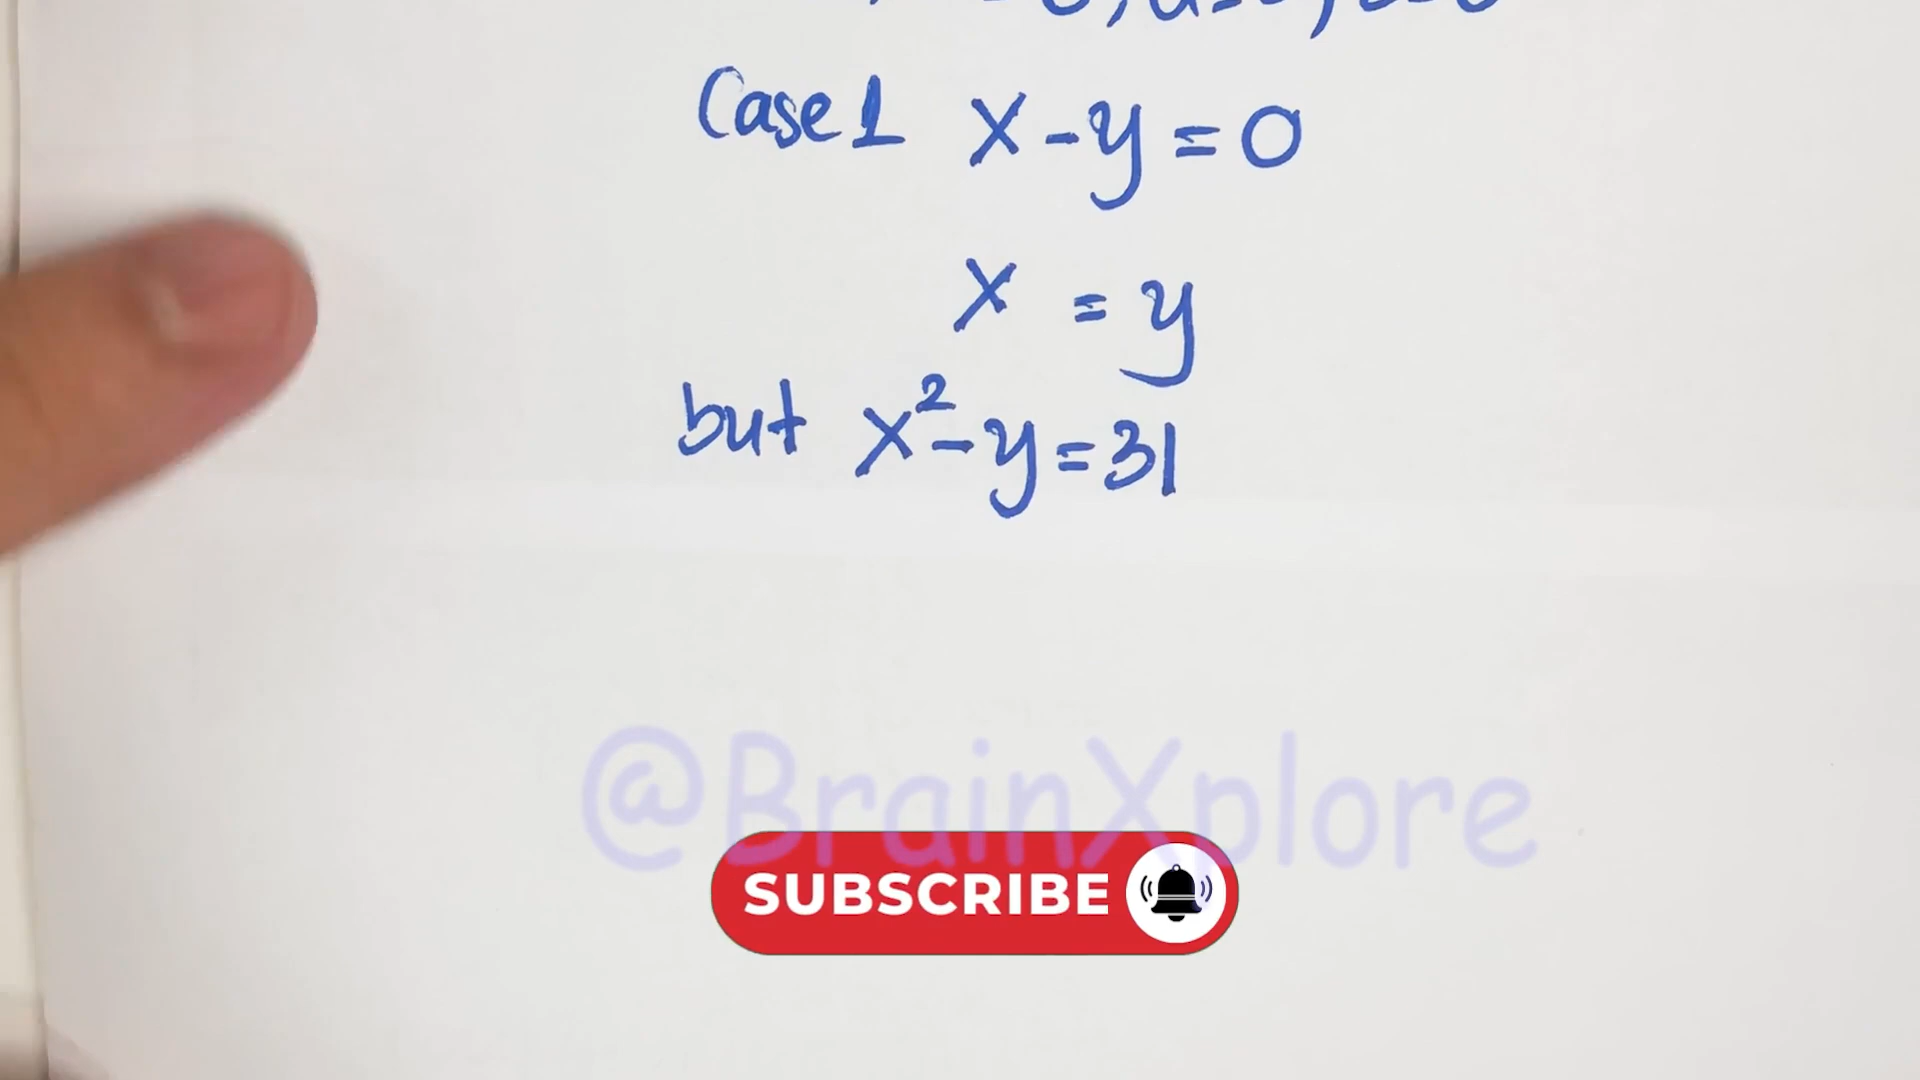 Case 1 x - y = 0
x = y
but x² - y = 31
@BrainXplore
SUBSCRIBE